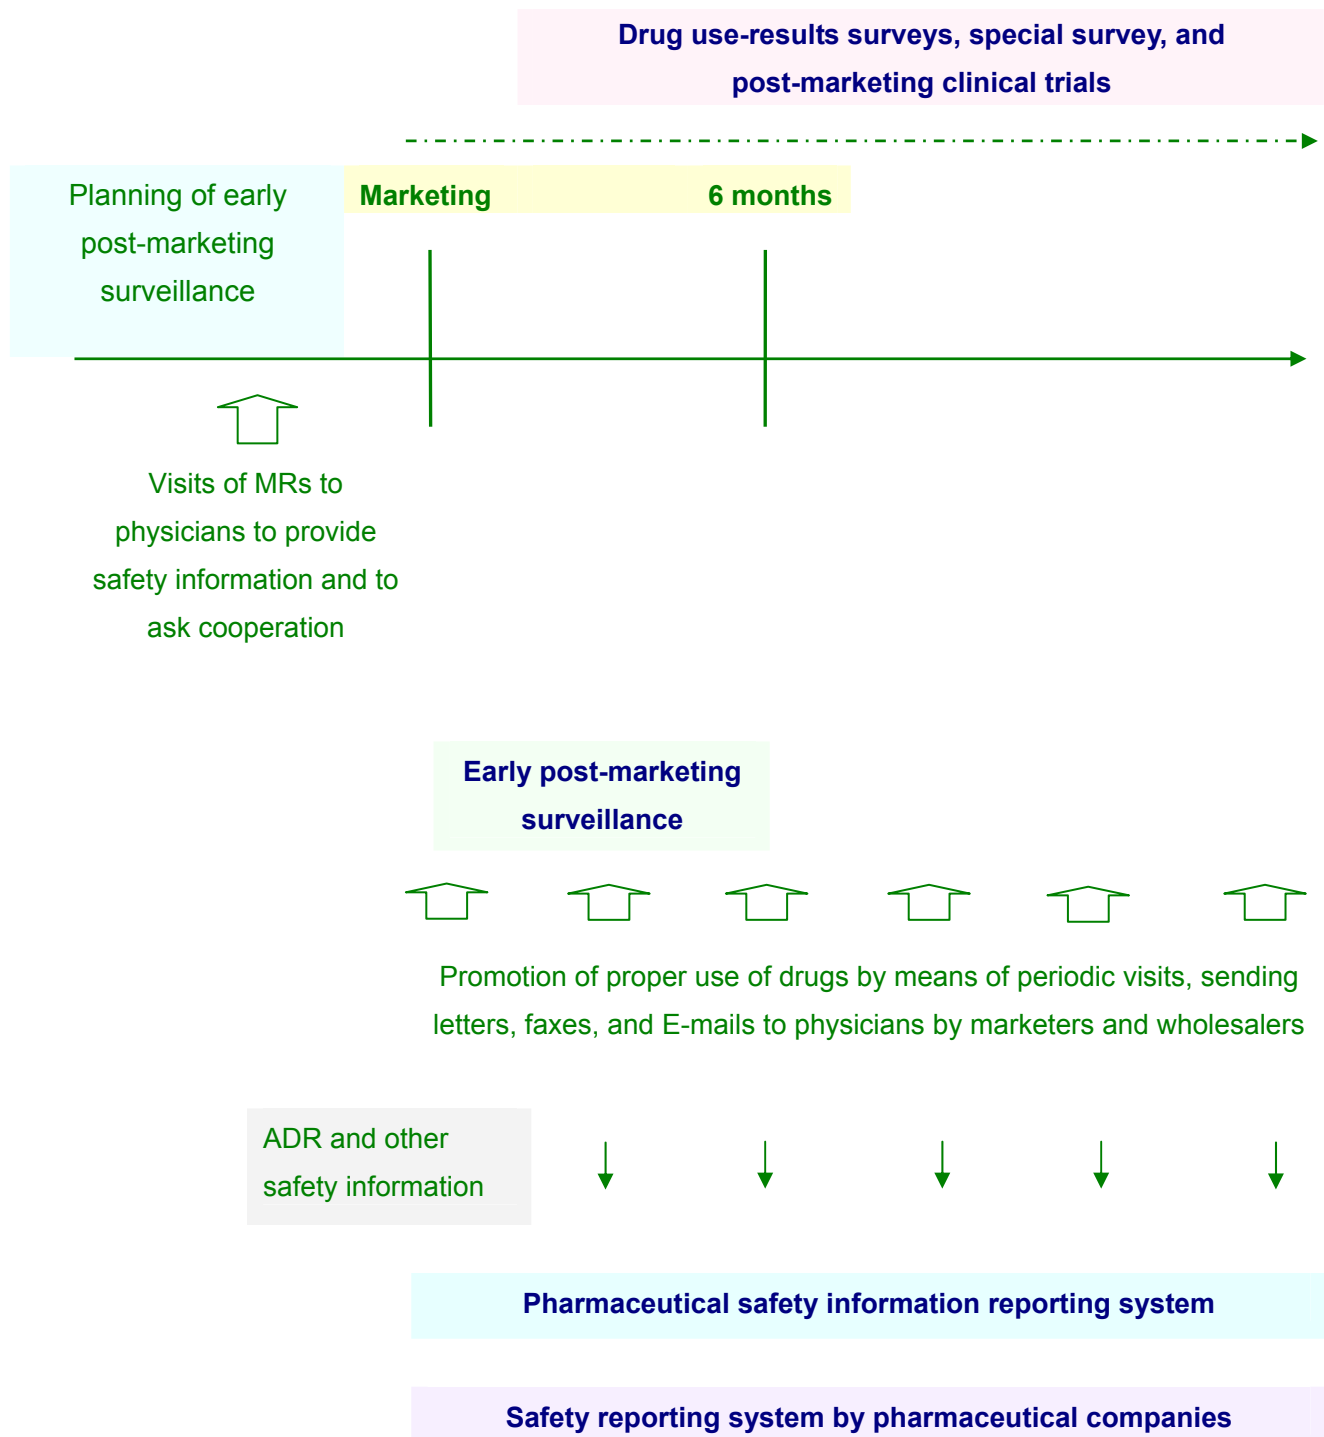 Drug use-results surveys, special survey, and
post-marketing clinical trials
Planning of early
post-marketing
surveillance
Marketing
6 months
Visits of MRs to
physicians to provide
safety information and to
ask cooperation
Early post-marketing
surveillance
Promotion of proper use of drugs by means of periodic visits, sending
letters, faxes, and E-mails to physicians by marketers and wholesalers
ADR and other
safety information
Pharmaceutical safety information reporting system
Safety reporting system by pharmaceutical companies